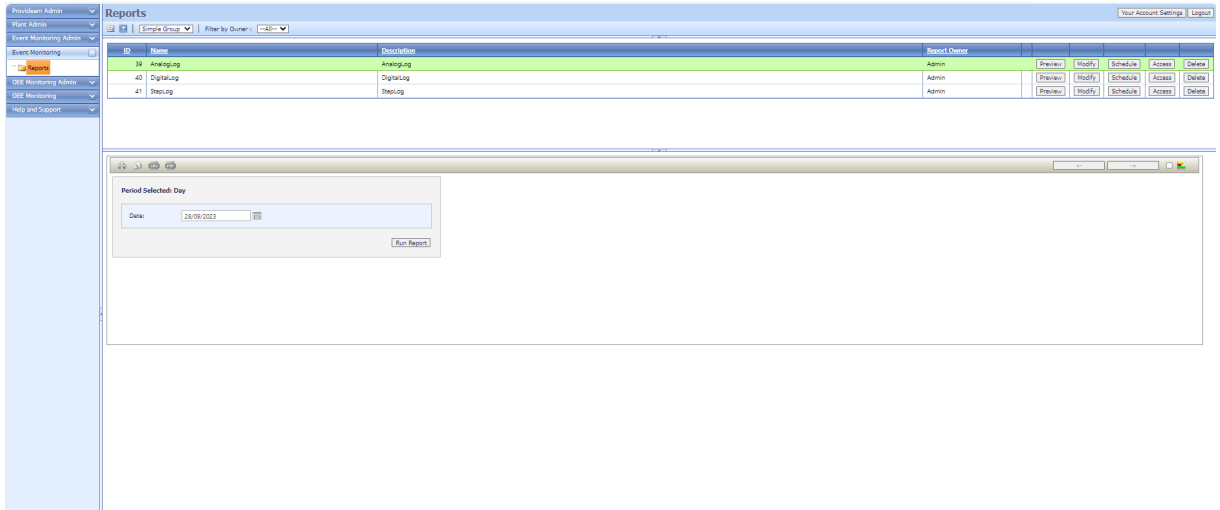 Provideam Admin
Plant Admin
Event Monitoring Admin
Event Monitoring
Reports
OEE Monitoring Admin
OEE Monitoring
Help and Support
Reports
Your Account Settings Logout
Simple Group Filter by Owner : --All--
ID Name Description Report Owner
39 AnalogLog AnalogLog Admin Preview Modify Schedule Access Delete
40 DigitalLog DigitalLog Admin Preview Modify Schedule Access Delete
41 StepLog StepLog Admin Preview Modify Schedule Access Delete
Period Selected: Day
Date: 28/09/2023
Run Report